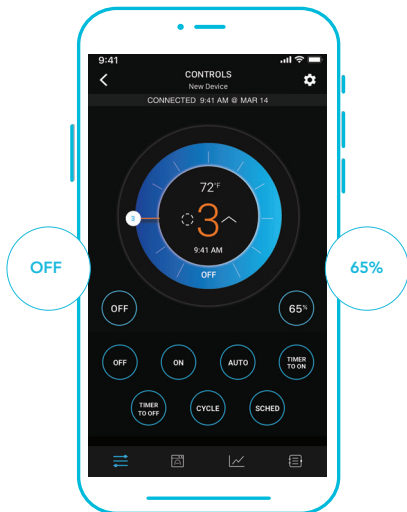 9:41
CONTROLS
New Device
CONNECTED 9:41 AM @ MAR 14
3
72°F
3
9:41 AM
OFF
OFF
65%
OFF
65%
OFF
ON
AUTO
TIMER
TO ON
TIMER
TO OFF
CYCLE
SCHED